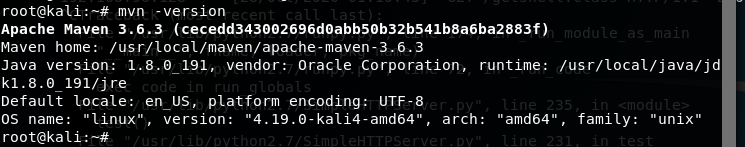 root@kali:~# mvn -version
Apache Maven 3.6.3 (cecedd343002696d0abb50b32b541b8a6ba2883f)
Maven home: /usr/local/maven/apache-maven-3.6.3
Java version: 1.8.0_191, vendor: Oracle Corporation, runtime: /usr/local/java/jd
k1.8.0_191/jre
Default locale: en_US, platform encoding: UTF-8
OS name: "linux", version: "4.19.0-kali4-amd64", arch: "amd64", family: "unix"
root@kali:~#